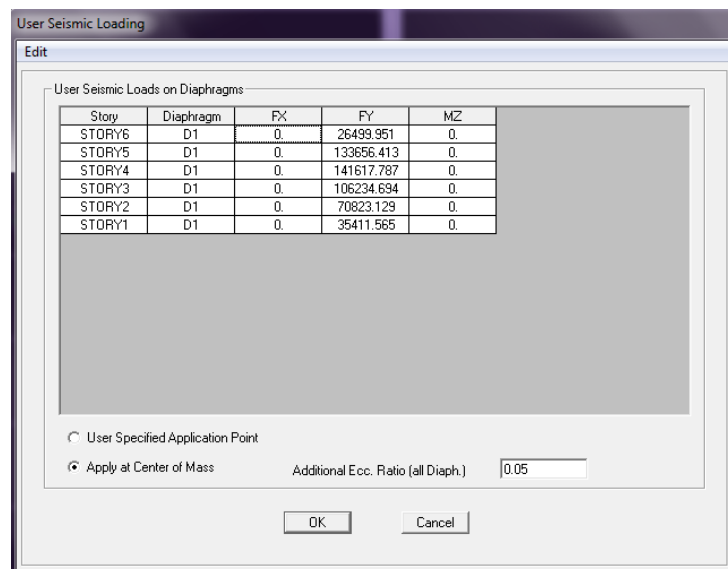 User Seismic Loading
Edit
User Seismic Loads on Diaphragms
Story Diaphragm FX FY MZ
STORY6 D1 0. 26499.951 0.
STORY5 D1 0. 133656.413 0.
STORY4 D1 0. 141617.787 0.
STORY3 D1 0. 106234.694 0.
STORY2 D1 0. 70823.129 0.
STORY1 D1 0. 35411.565 0.
User Specified Application Point
Apply at Center of Mass Additional Ecc. Ratio (all Diaph.) 0.05
OK Cancel